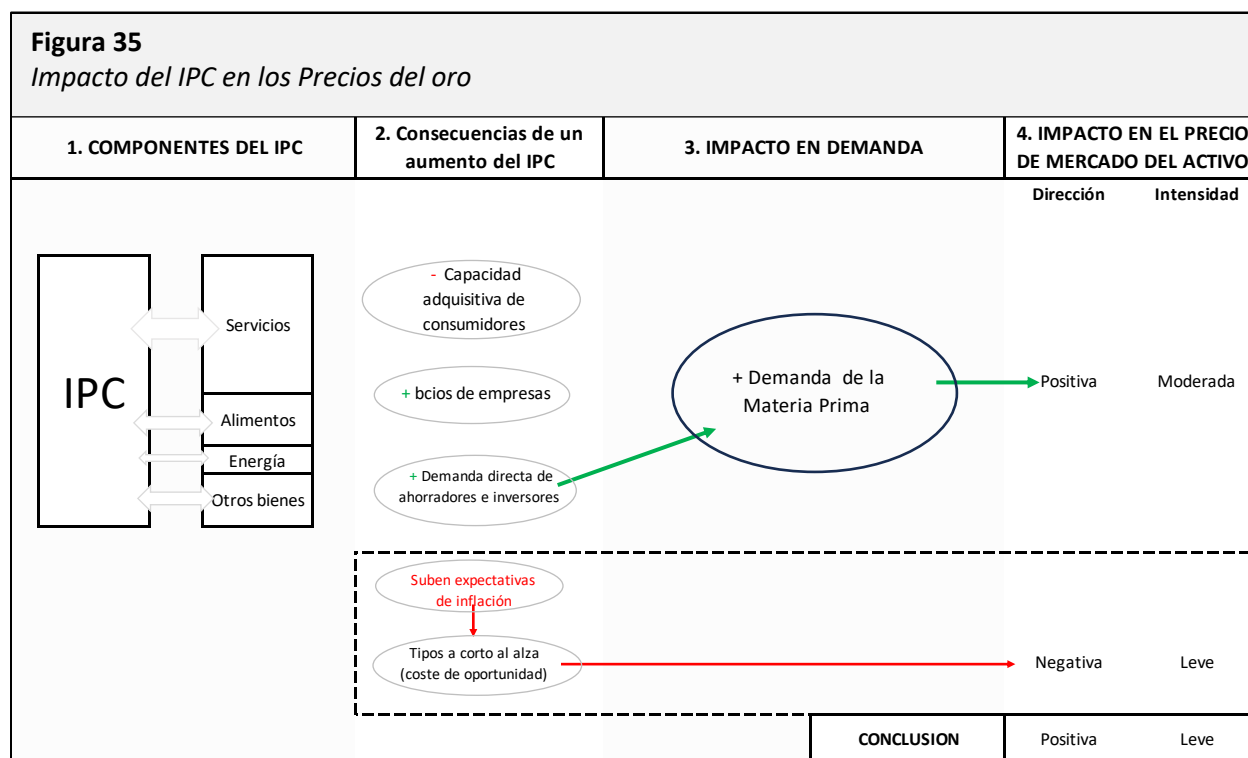 Figura 35
Impacto del IPC en los Precios del oro
1. COMPONENTES DEL IPC
2. Consecuencias de un
aumento del IPC
3. IMPACTO EN DEMANDA
4. IMPACTO EN EL PRECIO
DE MERCADO DEL ACTIVO
Dirección
Intensidad
IPC
Servicios
Alimentos
Energía
Otros bienes
- Capacidad
adquisitiva de
consumidores
+ bcios de empresas
+ Demanda directa de
ahorradores e inversores
+ Demanda de la
Materia Prima
Positiva
Moderada
Suben expectativas
de inflación
Tipos a corto al alza
(coste de oportunidad)
Negativa
Leve
CONCLUSION
Positiva
Leve